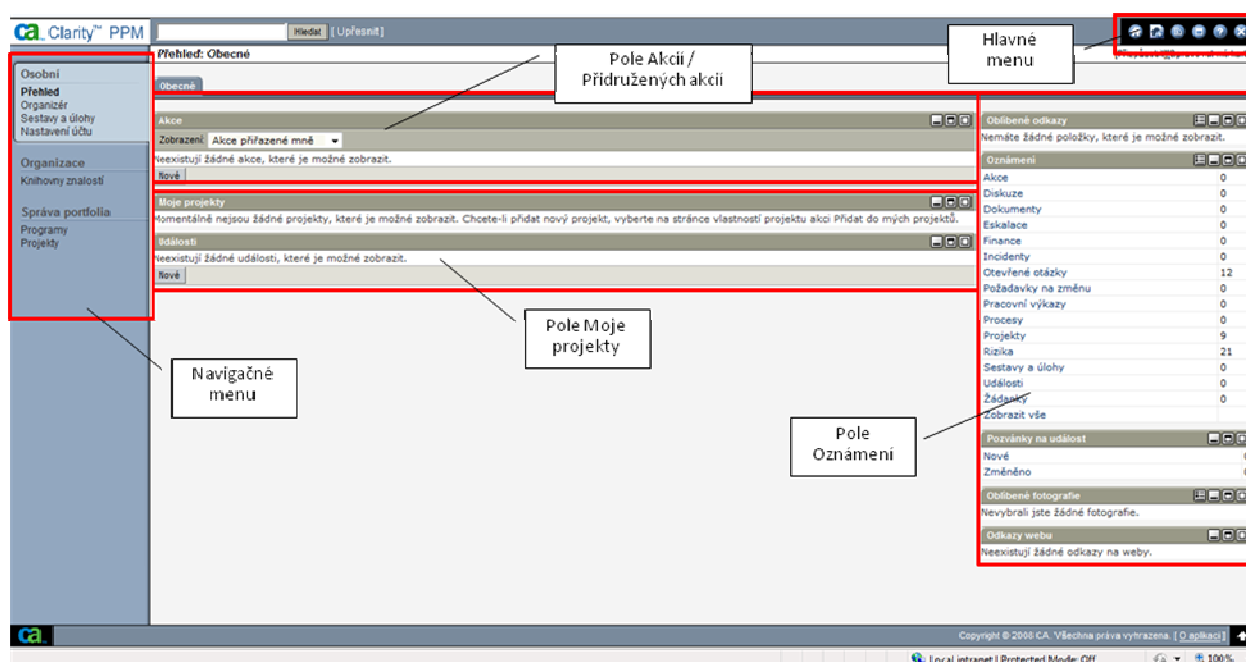 ca. Clarity™ PPM
Hledat [ Upřesnit ]
Hlavné
menu
Přehled: Obecné
Pole Akcií /
Přidružených akcií
Osobní
Přehled
Organizér
Sestavy a úlohy
Nastavení účtu
Organizace
Knihovny znalostí
Správa portfolia
Programy
Projekty
Obecné
Akce
Zobrazení: Akce přiřazené mně
Neexistují žádné akce, které je možné zobrazit.
Nové
Moje projekty
Momentálně nejsou žádné projekty, které je možné zobrazit. Chcete-li přidat nový projekt, vyberte na stránce vlastností projektu akci Přidat do mých projektů.
Události
Neexistují žádné události, které je možné zobrazit.
Nové
Pole Moje
projekty
Navigačné
menu
Pole
Oznámení
Oblíbené odkazy
Nemáte žádné položky, které je možné zobrazit.
Oznámení
Akce 0
Diskuze 0
Dokumenty 0
Eskalace 0
Finance 0
Incidenty 0
Otevřené otázky 12
Požadavky na změnu 0
Pracovní výkazy 0
Procesy 0
Projekty 9
Rizika 21
Sestavy a úlohy 0
Události 0
Žádanky 0
Zobrazit vše
Pozvánky na událost
Nové
Změněno
Oblíbené fotografie
Nevybrali jste žádné fotografie.
Odkazy webu
Neexistují žádné odkazy na weby.
ca.
Copyright © 2008 CA. Všechna práva vyhrazena. [ O aplikaci ]
Local intranet | Protected Mode: Off 100%